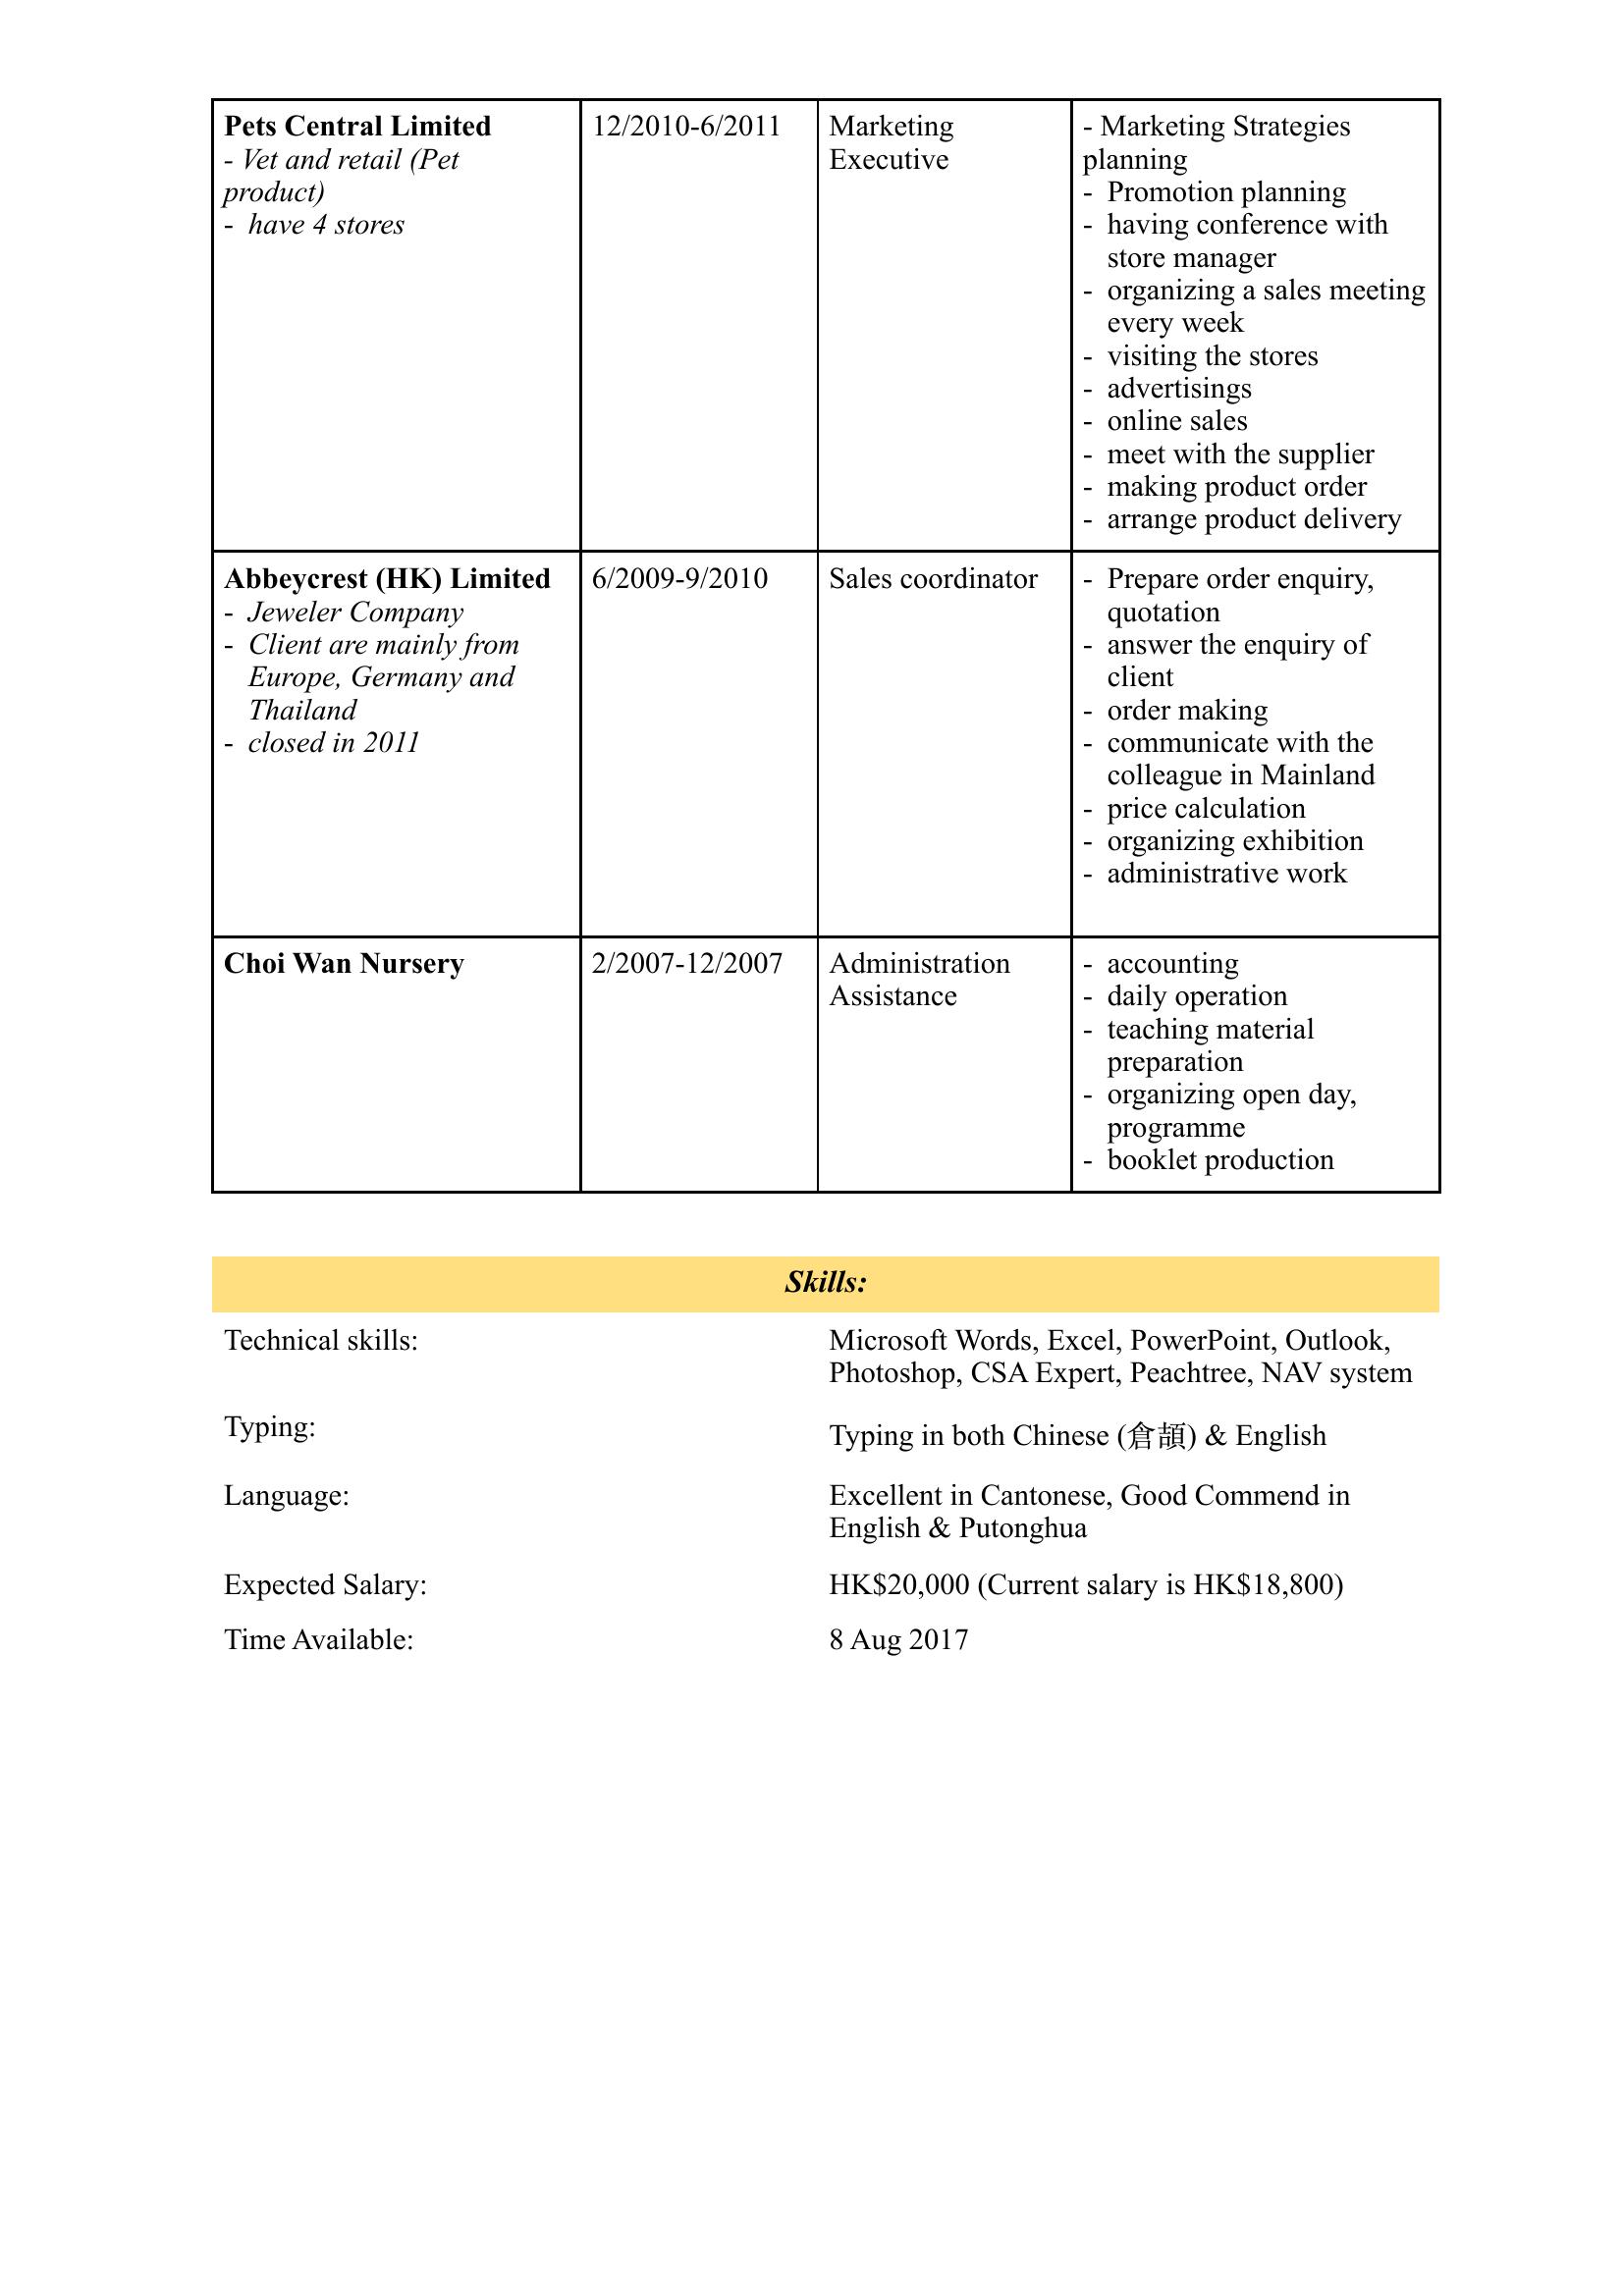 Pets Central Limited
- Vet and retail (Pet
product)
- have 4 stores
12/2010-6/2011
Marketing
Executive
- Marketing Strategies
planning
- Promotion planning
- having conference with
store manager
- organizing a sales meeting
every week
- visiting the stores
- advertisings
- online sales
- meet with the supplier
- making product order
- arrange product delivery
Abbeycrest (HK) Limited
- Jeweler Company
- Client are mainly from
Europe, Germany and
Thailand
- closed in 2011
6/2009-9/2010
Sales coordinator
- Prepare order enquiry,
quotation
- answer the enquiry of
client
- order making
- communicate with the
colleague in Mainland
- price calculation
- organizing exhibition
- administrative work
Choi Wan Nursery
2/2007-12/2007
Administration
Assistance
- accounting
- daily operation
- teaching material
preparation
- organizing open day,
programme
- booklet production
Skills:
Technical skills:
Microsoft Words, Excel, PowerPoint, Outlook,
Photoshop, CSA Expert, Peachtree, NAV system
Typing:
Typing in both Chinese (倉頡) & English
Language:
Excellent in Cantonese, Good Commend in
English & Putonghua
Expected Salary:
HK$20,000 (Current salary is HK$18,800)
Time Available:
8 Aug 2017